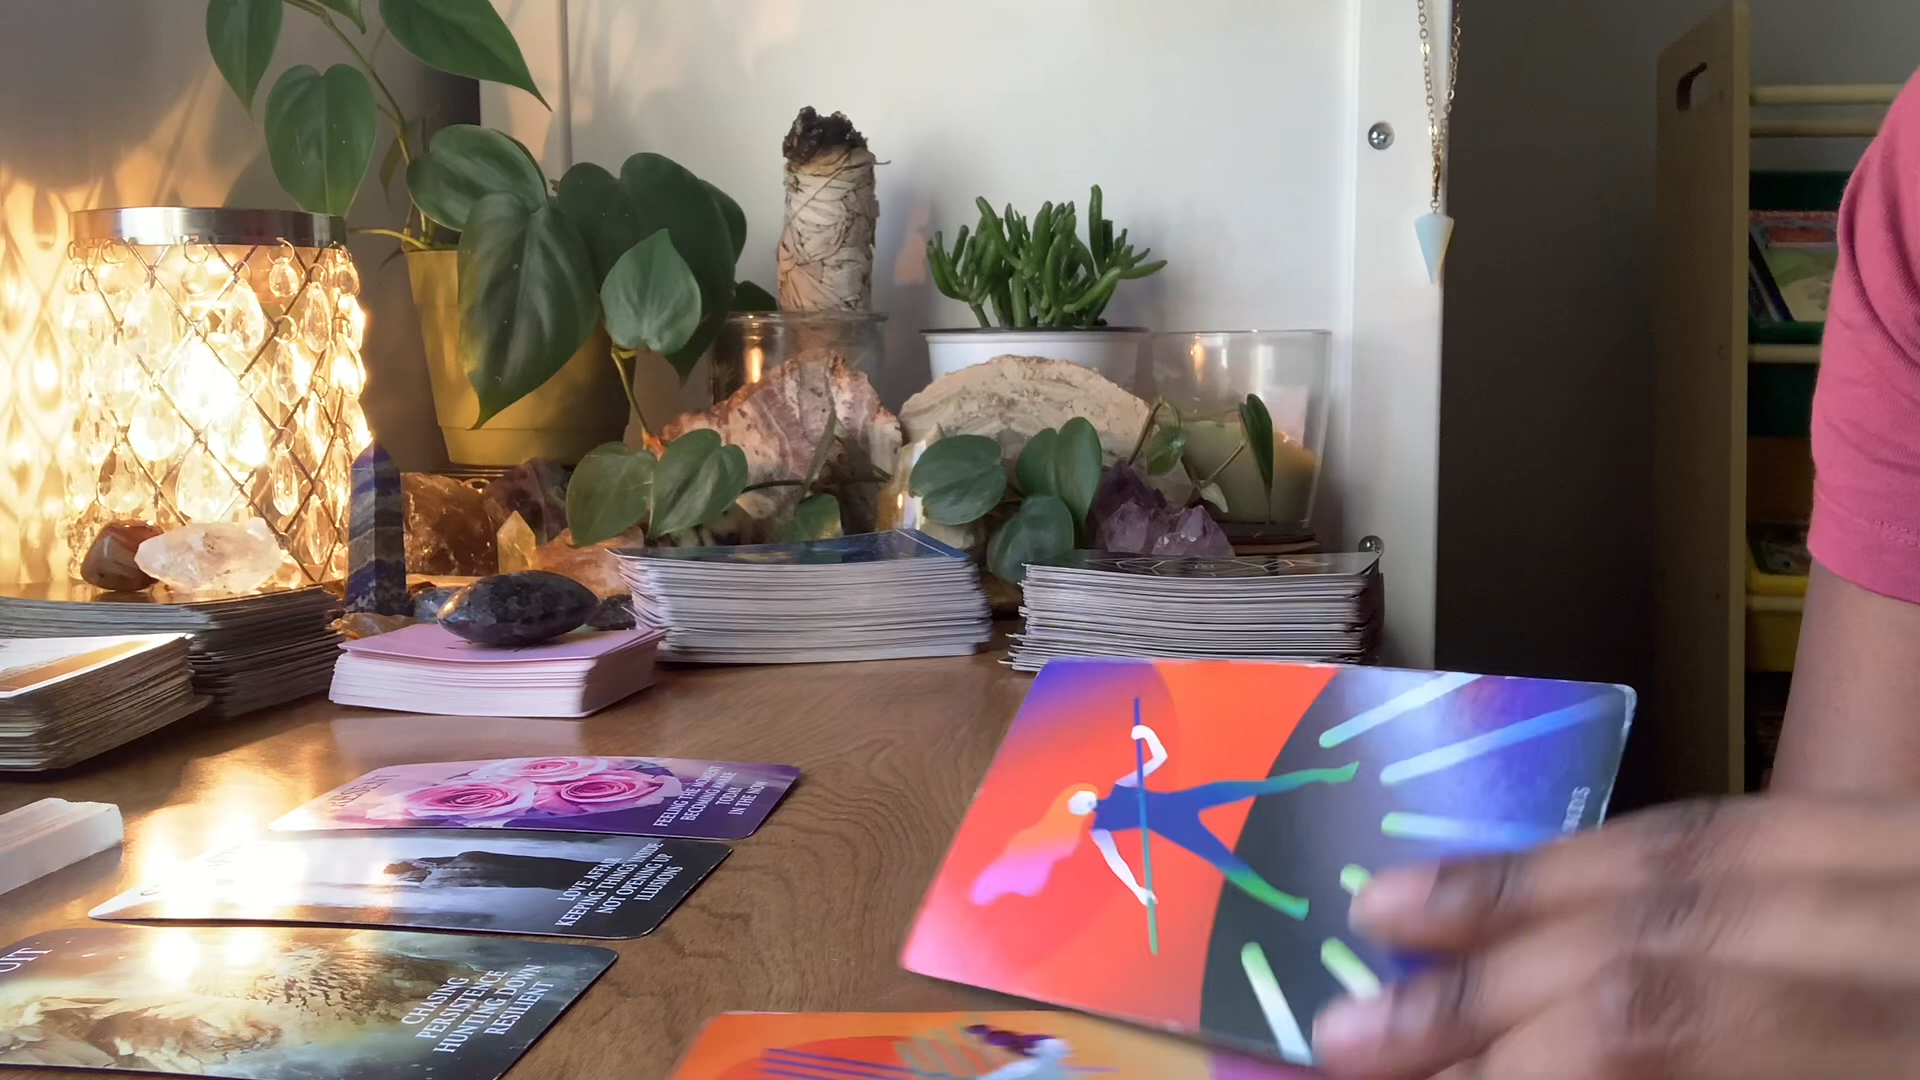 FEELING THE MOMENT
BECOMING AWARE
TODAY
IN THE NOW
LOVE AFFAIR
KEEPING THINGS INSIDE
NOT OPENING UP
ILLUSIONS
CHASING
PERSISTENCE
HUNTING DOWN
RESILIENT